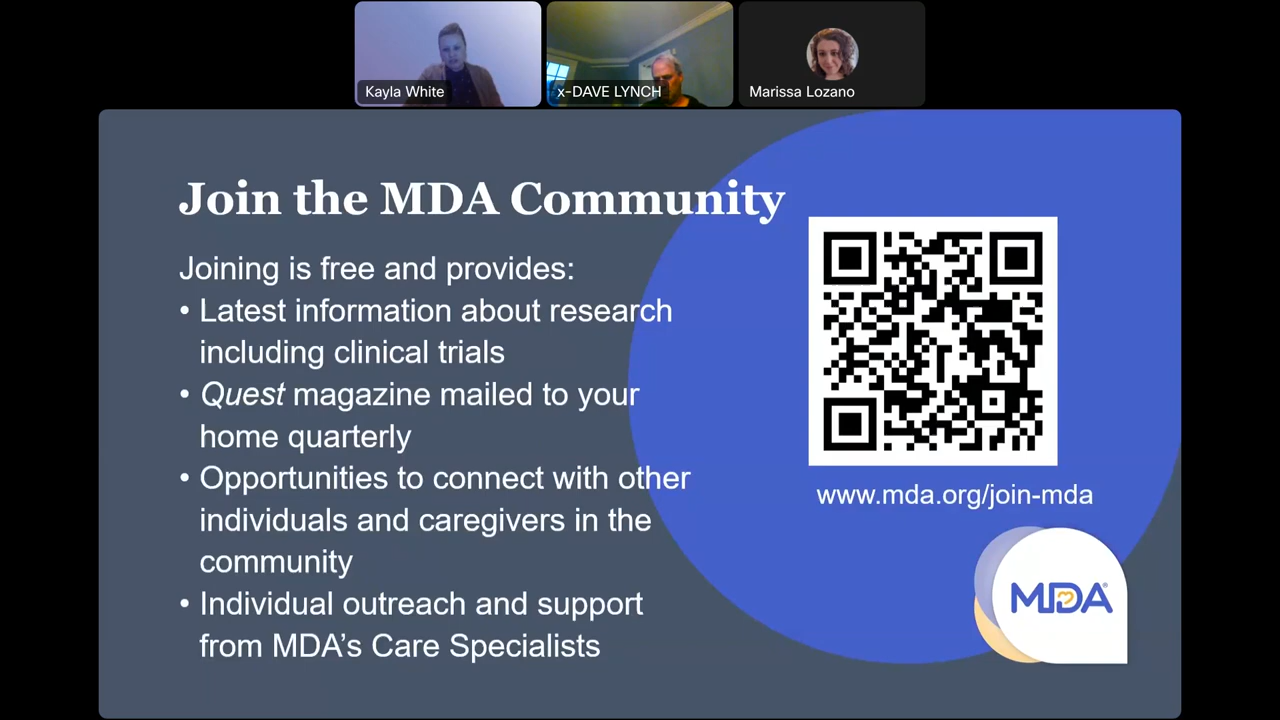 Kayla White
x-DAVE LYNCH
Marissa Lozano
Join the MDA Community
Joining is free and provides:
• Latest information about research
including clinical trials
• Quest magazine mailed to your
home quarterly
• Opportunities to connect with other
individuals and caregivers in the
community
• Individual outreach and support
from MDA’s Care Specialists
www.mda.org/join-mda
MDA®